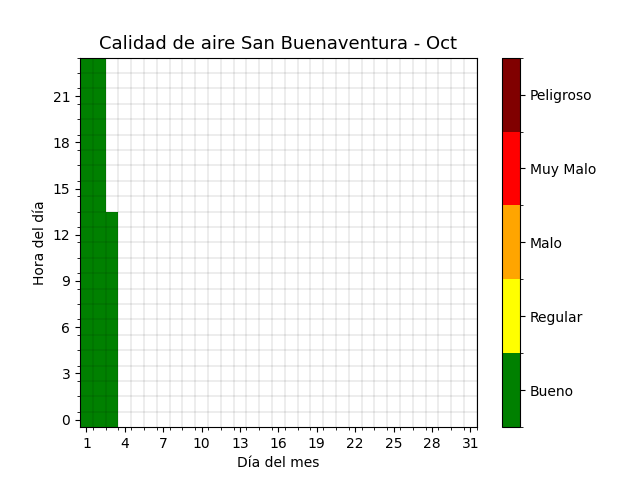 Calidad de aire San Buenaventura - Oct
Hora del día
21
18
15
12
9
6
3
0
1 4 7 10 13 16 19 22 25 28 31
Día del mes
Peligroso
Muy Malo
Malo
Regular
Bueno